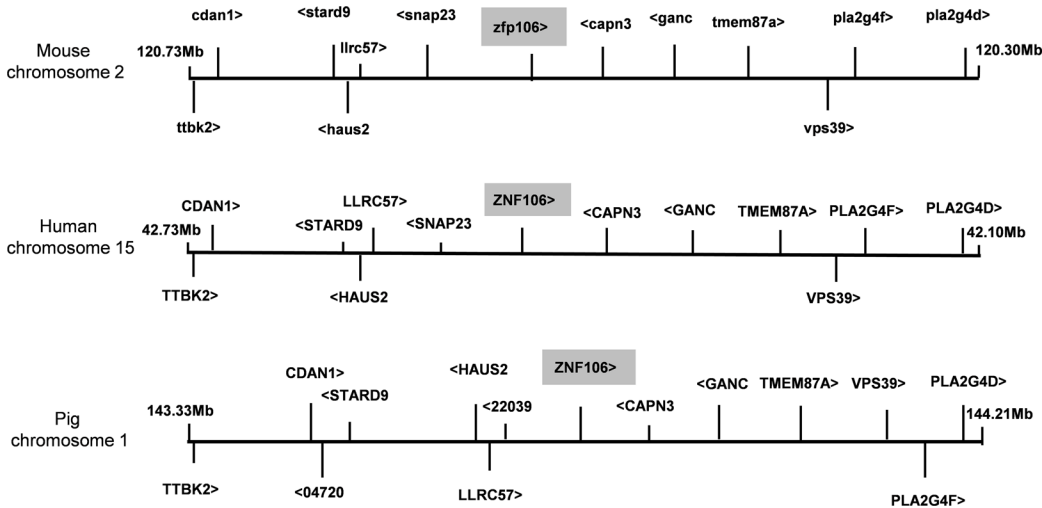 cdan1>
<stard9
<snap23
zfp106>
<capn3
<ganc
tmem87a>
pla2g4f>
pla2g4d>
Mouse
chromosome 2
120.73Mb
llrc57>
120.30Mb
ttbk2>
<haus2
vps39>
Human
chromosome 15
42.73Mb
CDAN1>
<STARD9
LLRC57>
<SNAP23
ZNF106>
<CAPN3
<GANC
TMEM87A>
PLA2G4F>
PLA2G4D>
42.10Mb
TTBK2>
<HAUS2
VPS39>
Pig
chromosome 1
143.33Mb
CDAN1>
<STARD9
<HAUS2
<22039
ZNF106>
<CAPN3
<GANC
TMEM87A>
VPS39>
PLA2G4D>
144.21Mb
TTBK2>
<04720
LLRC57>
PLA2G4F>